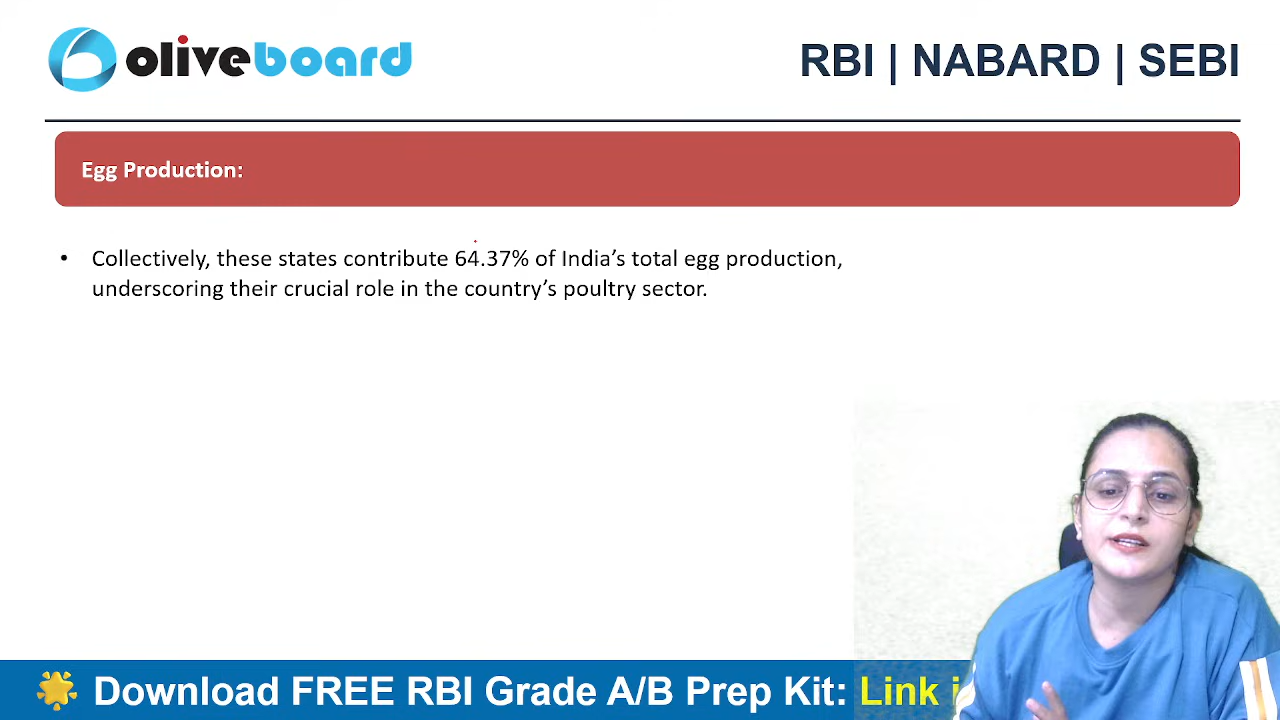 oliveboard
RBI | NABARD | SEBI
Egg Production:
• Collectively, these states contribute 64.37% of India’s total egg production,
underscoring their crucial role in the country’s poultry sector.
Download FREE RBI Grade A/B Prep Kit: Link